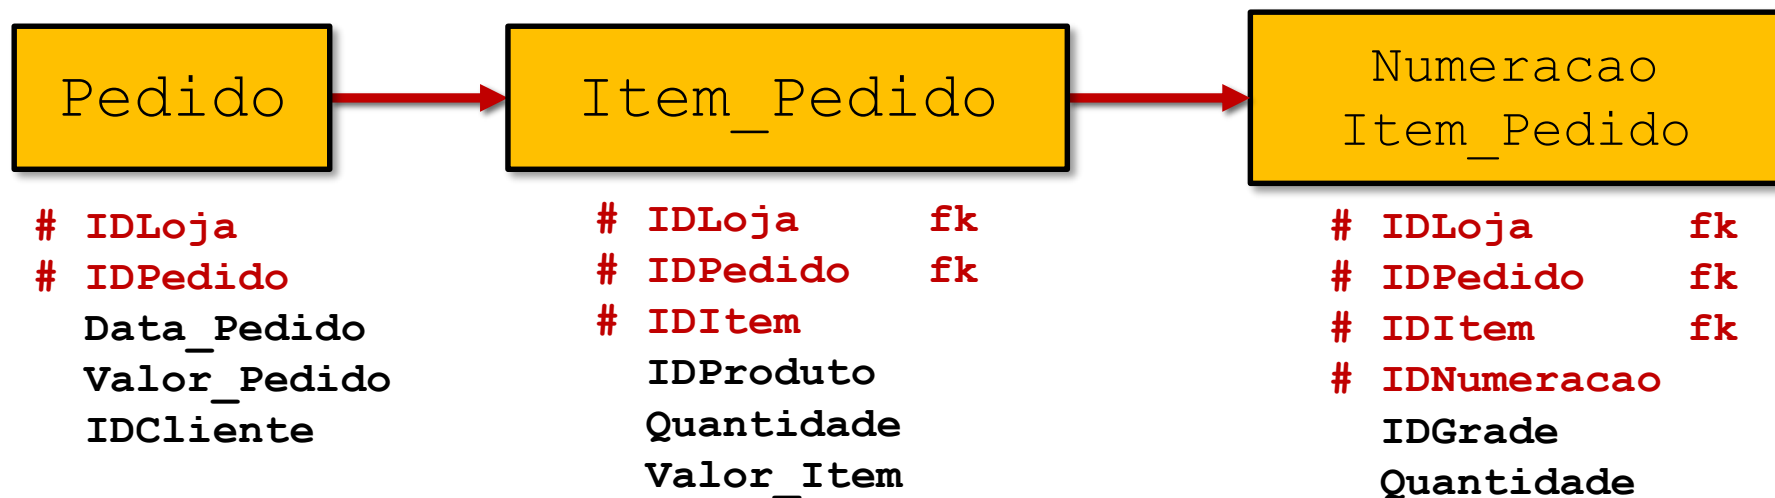 Pedido
# IDLoja
# IDPedido
Data_Pedido
Valor_Pedido
IDCliente
Item_Pedido
# IDLoja fk
# IDPedido fk
# IDItem
IDProduto
Quantidade
Valor_Item
Numeracao
Item_Pedido
# IDLoja fk
# IDPedido fk
# IDItem fk
# IDNumeracao
IDGrade
Quantidade